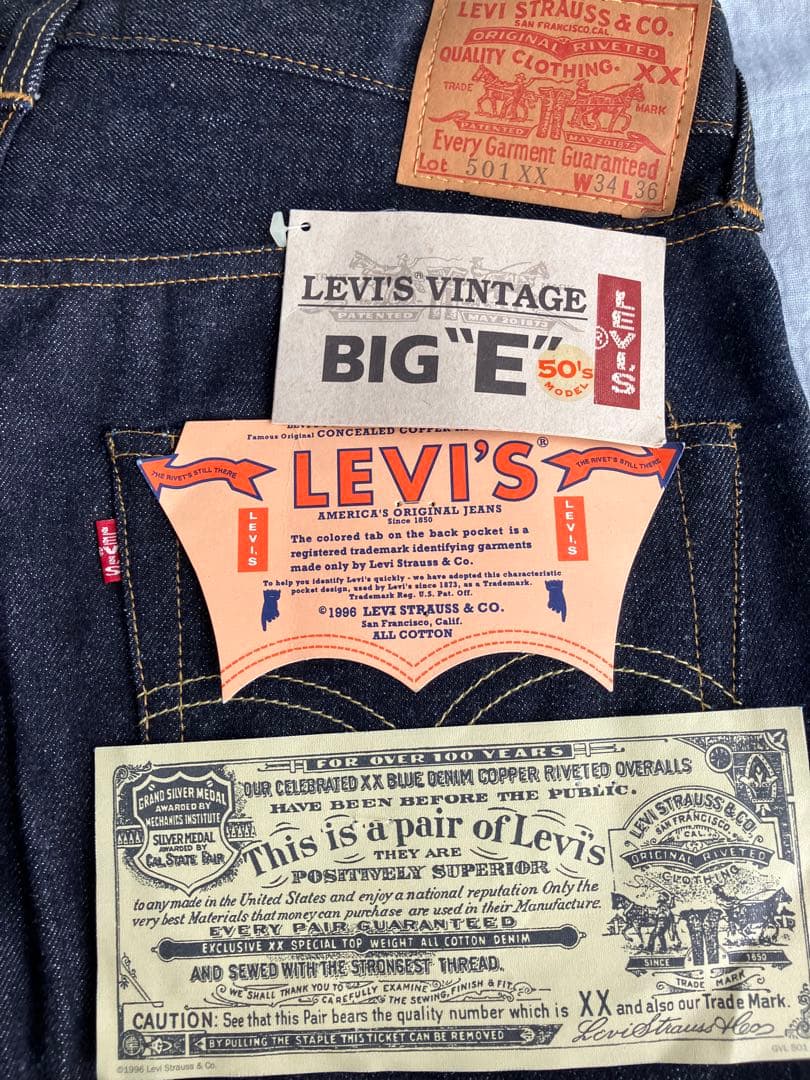 LEVI STRAUSS & CO.
SAN FRANCISCO, CAL.
ORIGINAL RIVETED
QUALITY CLOTHING.
XX
TRADE MARK
PATENTED MAY 20 1873
Every Garment Guaranteed
Lot 501 XX W34 L36
LEVI'S® VINTAGE
PATENTED MAY 20 1873
BIG "E"
50's
MODEL
LEVI'S®
Famous Original CONCEALED COPPER
LEVI'S®
THE RIVET'S STILL THERE
THE RIVET'S STILL THERE
AMERICA'S ORIGINAL JEANS
Since 1850
LEVI'S
LEVI'S
The colored tab on the back pocket is a
registered trademark identifying garments
made only by Levi Strauss & Co.
To help you identify Levi's quickly - we have adopted this characteristic
pocket design, used by Levi's since 1873, as a Trademark.
Trademark Reg. U.S. Pat. Off.
©1996 LEVI STRAUSS & CO.
San Francisco, Calif.
ALL COTTON
LEVI'S
FOR OVER 100 YEARS
OUR CELEBRATED XX BLUE DENIM COPPER RIVETED OVERALLS
HAVE BEEN BEFORE THE PUBLIC.
GRAND SILVER MEDAL
AWARDED BY
MECHANICS INSTITUTE
SILVER MEDAL
AWARDED BY
CAL. STATE FAIR
This is a pair of Levi's
THEY ARE
POSITIVELY SUPERIOR
to any made in the United States and enjoy a national reputation Only the
very best Materials that money can purchase are used in their Manufacture.
EVERY PAIR GUARANTEED
EXCLUSIVE XX SPECIAL TOP WEIGHT ALL COTTON DENIM
AND SEWED WITH THE STRONGEST THREAD.
WE SHALL THANK YOU TO
CAREFULLY EXAMINE
THE SEWING, FINISH & FIT.
LEVI STRAUSS & CO.
SAN FRANCISCO,
CAL.
ORIGINAL RIVETED
CLOTHING
SINCE 1850
TRADE MARK
CAUTION: See that this Pair bears the quality number which is XX and also our Trade Mark.
Levi Strauss & Co
BY PULLING THE STAPLE THIS TICKET CAN BE REMOVED
©1996 Levi Strauss & Co.
GVL 501